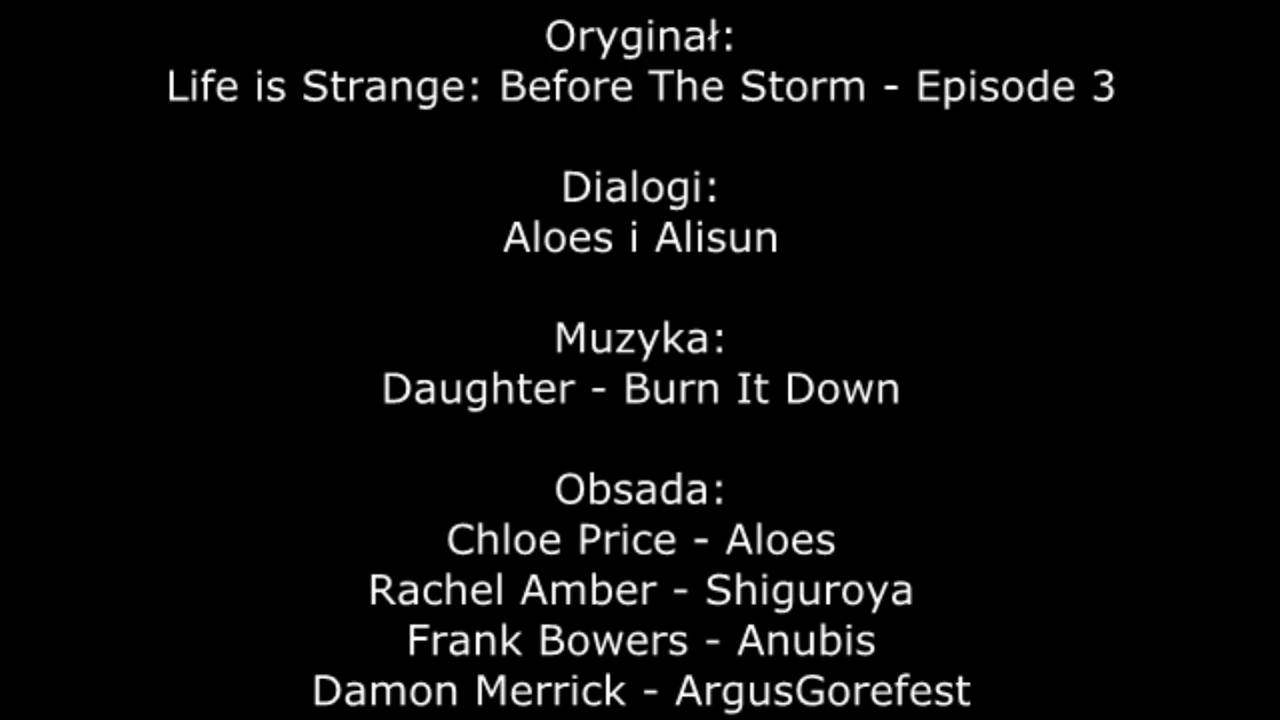 Oryginał:
Life is Strange: Before The Storm - Episode 3
Dialogi:
Aloes i Alisun
Muzyka:
Daughter - Burn It Down
Obsada:
Chloe Price - Aloes
Rachel Amber - Shiguroya
Frank Bowers - Anubis
Damon Merrick - ArgusGorefest